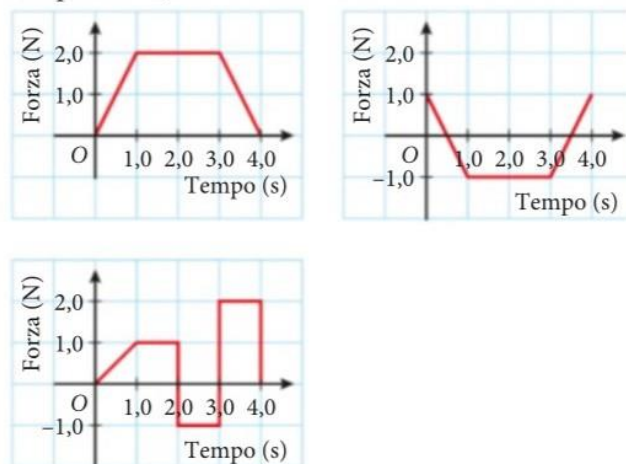 Forza (N)
2,0
1,0
O
1,0 2,0 3,0 4,0
Tempo (s)
Forza (N)
2,0
1,0
O
1,0 2,0 3,0 4,0
–1,0
Tempo (s)
Forza (N)
2,0
1,0
O
1,0 2,0 3,0 4,0
–1,0
Tempo (s)